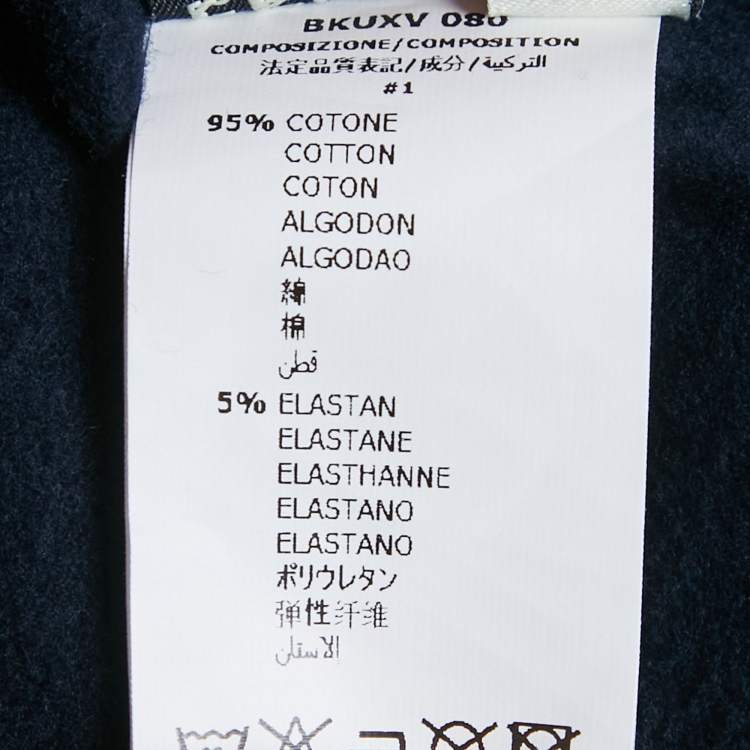 BKUXV 080
COMPOSIZIONE/COMPOSITION
法定品質表記/成分/التركيبة
#1
95% COTONE
COTTON
COTON
ALGODON
ALGODAO
綿
棉
قطن
5% ELASTAN
ELASTANE
ELASTHANNE
ELASTANO
ELASTANO
ポリウレタン
弹性纤维
الاستان